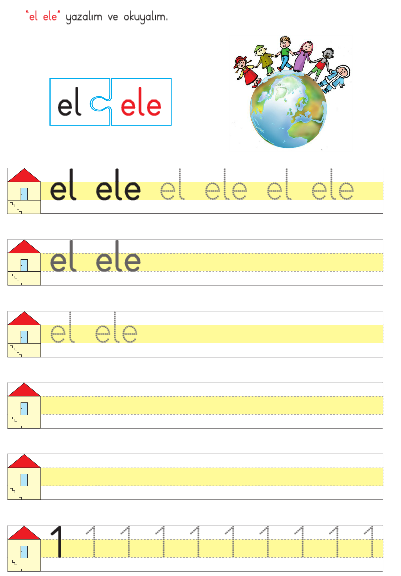 "el ele" yazalım ve okuyalım.
el ele
el ele el ele el ele
el ele
el ele
1 1 1 1 1 1 1 1 1 1